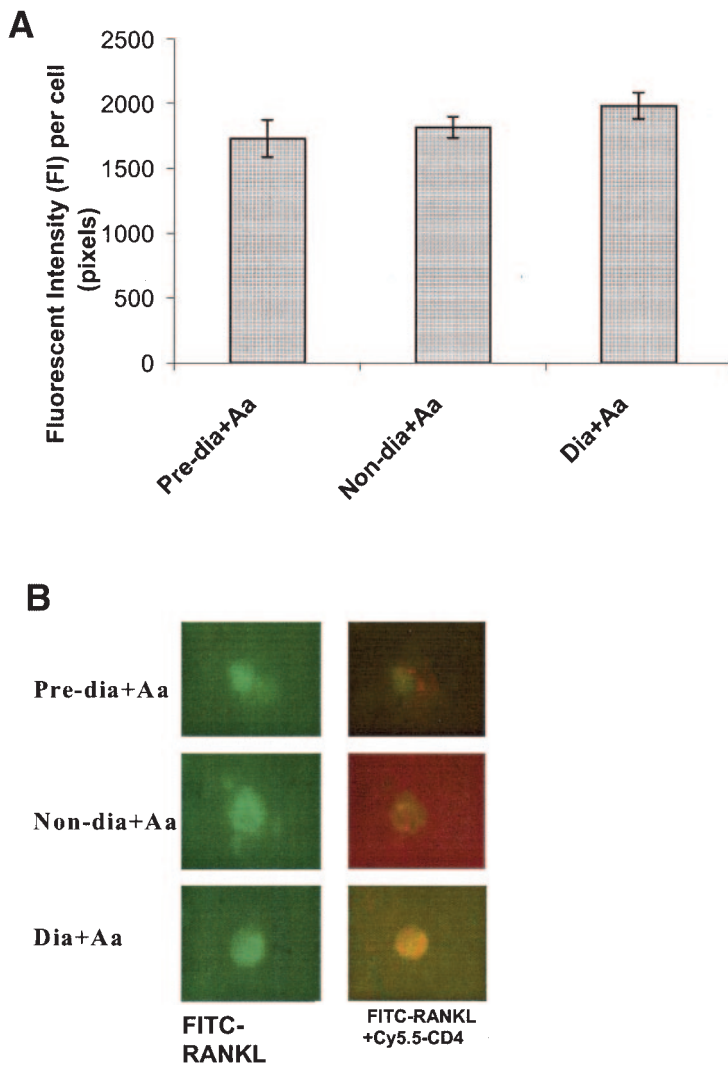 A
Fluorescent Intensity (FI) per cell
(pixels)
2500
2000
1500
1000
500
0
Pre-dia+Aa
Non-dia+Aa
Dia+Aa
B
Pre-dia+Aa
Non-dia+Aa
Dia+Aa
FITC-
RANKL
FITC-RANKL
+Cy5.5-CD4